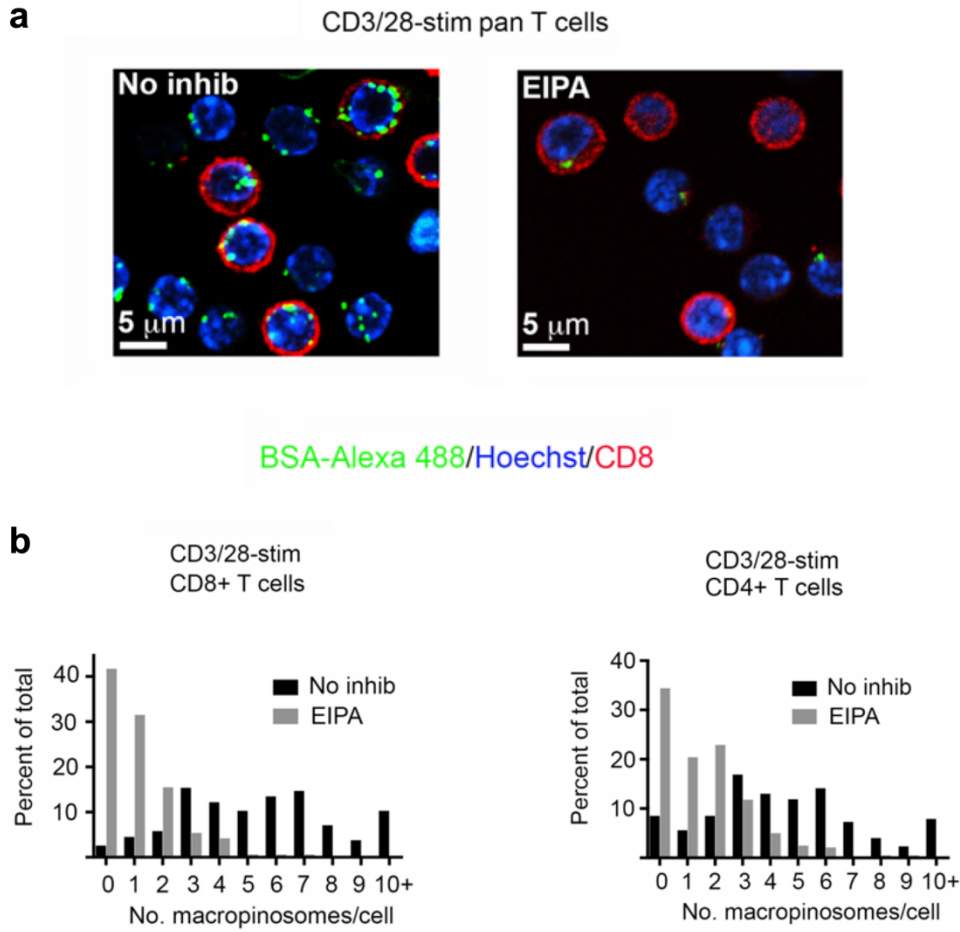 a
CD3/28-stim pan T cells
No inhib
5 μm
EIPA
5 μm
BSA-Alexa 488/Hoechst/CD8
b
CD3/28-stim
CD8+ T cells
Percent of total
40
30
20
10
No inhib
EIPA
0 1 2 3 4 5 6 7 8 9 10+
No. macropinosomes/cell
CD3/28-stim
CD4+ T cells
Percent of total
40
30
20
10
No inhib
EIPA
0 1 2 3 4 5 6 7 8 9 10+
No. macropinosomes/cell